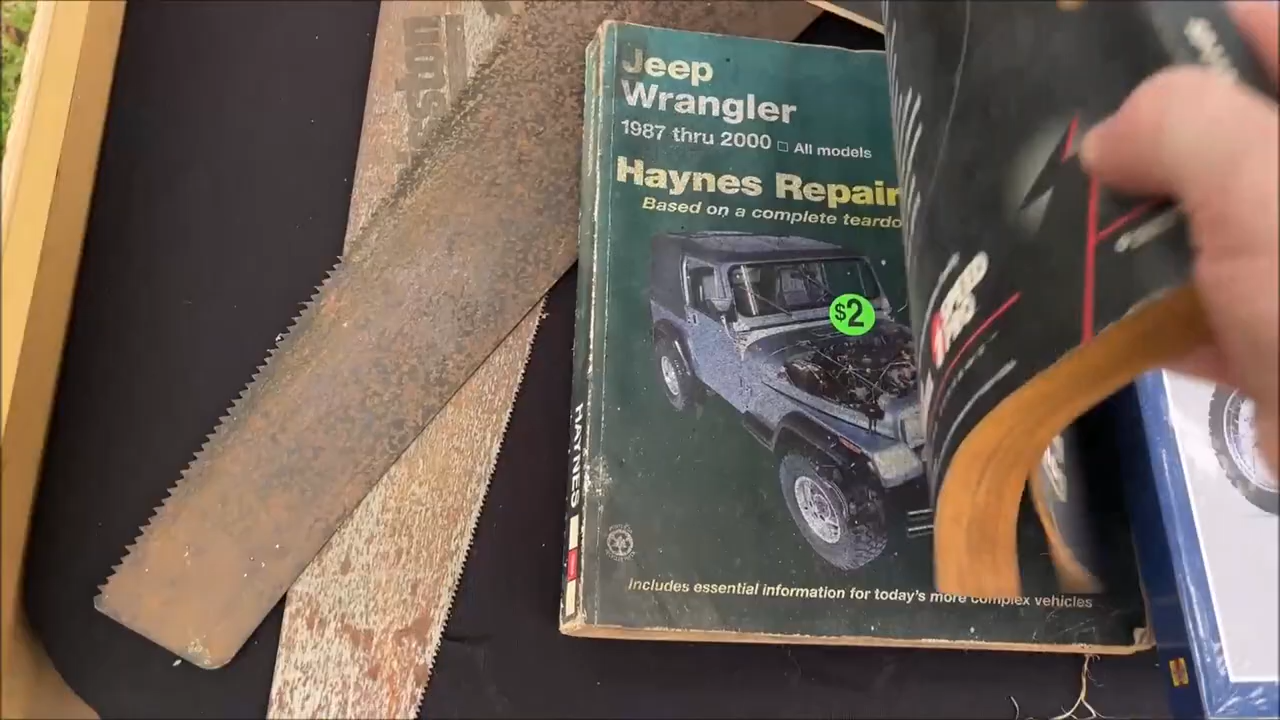 Jeep
Wrangler
1987 thru 2000 □ All models
Haynes Repair
Based on a complete teardo
$2
HAYNES
Includes essential information for today's more complex vehicles